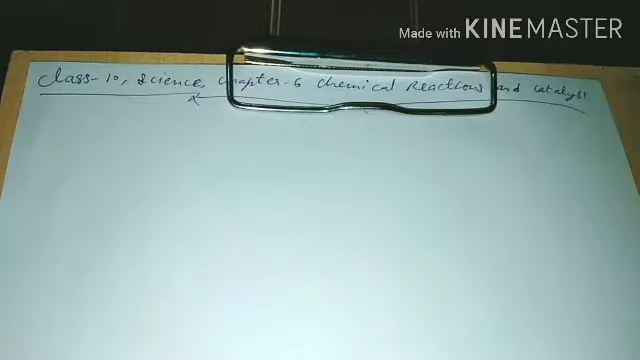 Made with KINEMASTER
Class-10, Science, Chapter-6 Chemical Reactions and catalyst